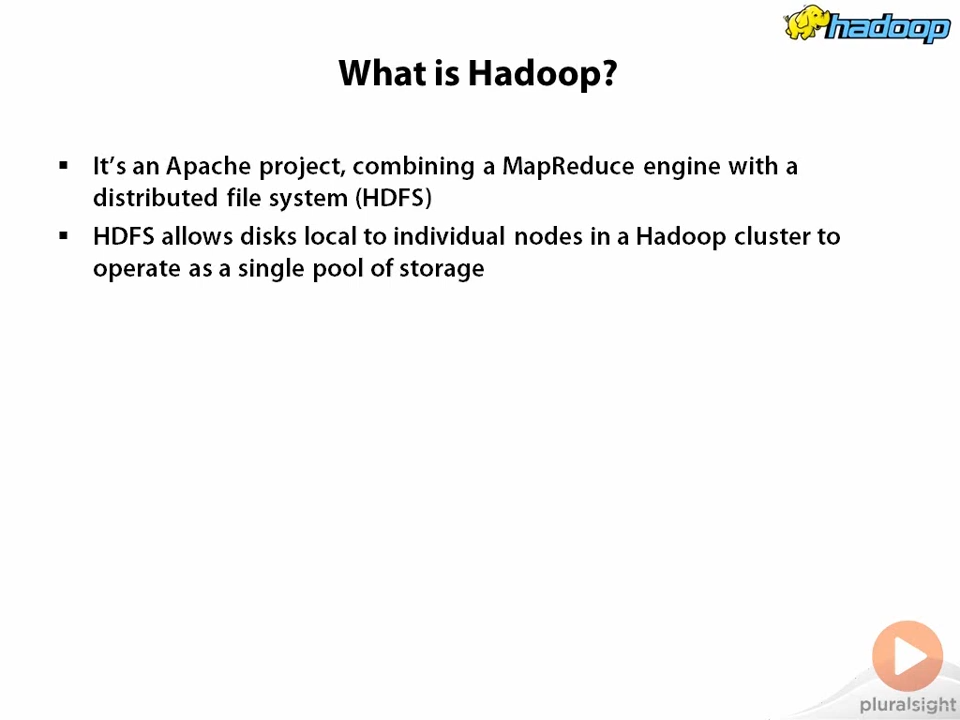 hadoop
What is Hadoop?
▪ It's an Apache project, combining a MapReduce engine with a
distributed file system (HDFS)
▪ HDFS allows disks local to individual nodes in a Hadoop cluster to
operate as a single pool of storage
pluralsight